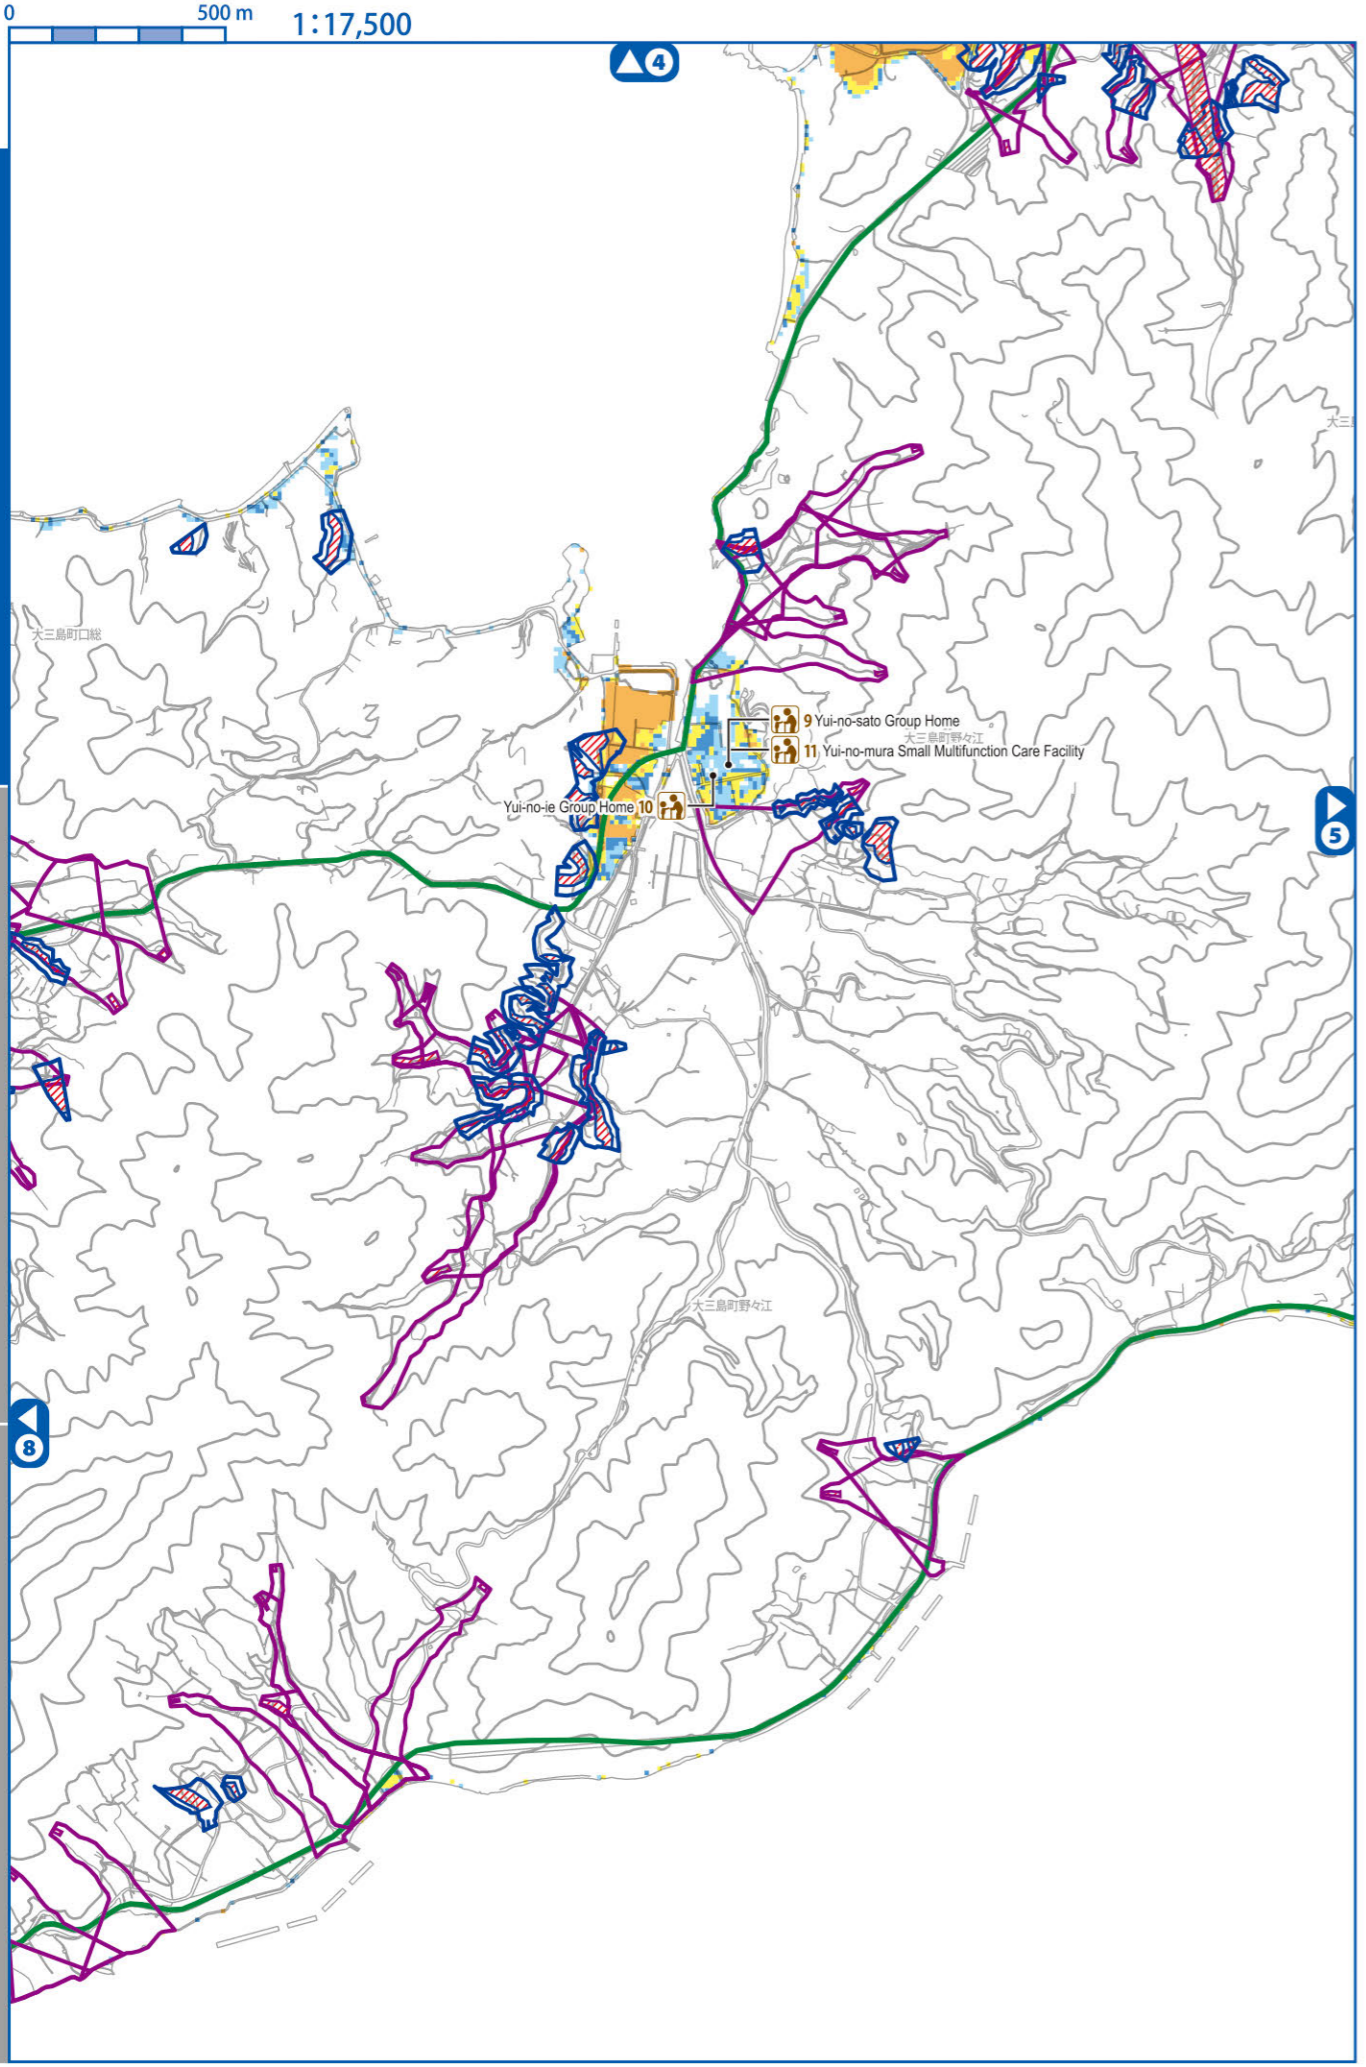 0 500 m 1:17,500
4
大三島町口総
9 Yui-no-sato Group Home
大三島町野々江
11 Yui-no-mura Small Multifunction Care Facility
Yui-no-ie Group Home 10
5
大三島町野々江
8